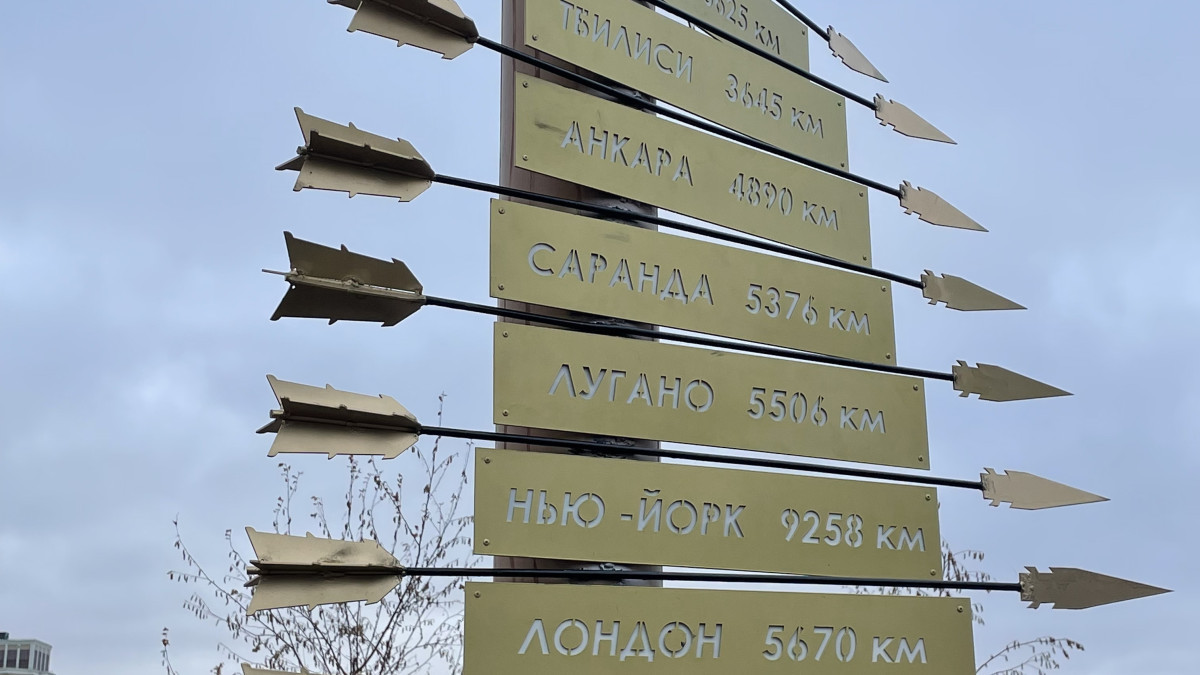 КМ
ТБИЛИСИ 3645 КМ
АНКАРА 4890 КМ
САРАНДА 5376 КМ
ЛУГАНО 5506 КМ
НЬЮ-ЙОРК 9258 КМ
ЛОНДОН 5670 КМ